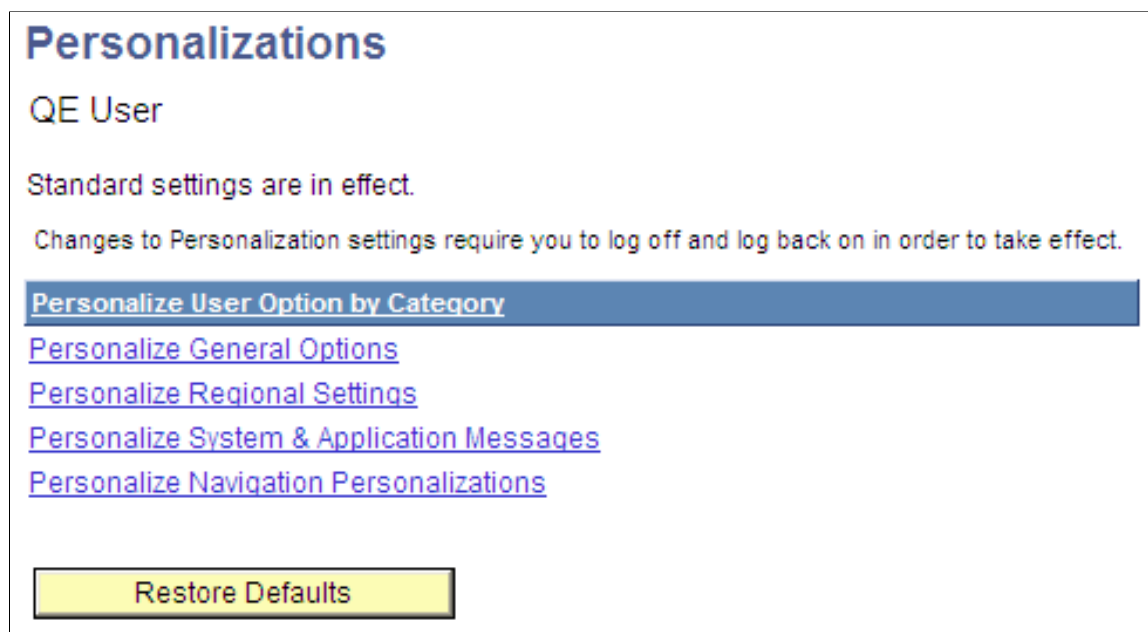 Personalizations
QE User
Standard settings are in effect.
Changes to Personalization settings require you to log off and log back on in order to take effect.
Personalize User Option by Category
Personalize General Options
Personalize Regional Settings
Personalize System & Application Messages
Personalize Navigation Personalizations
Restore Defaults